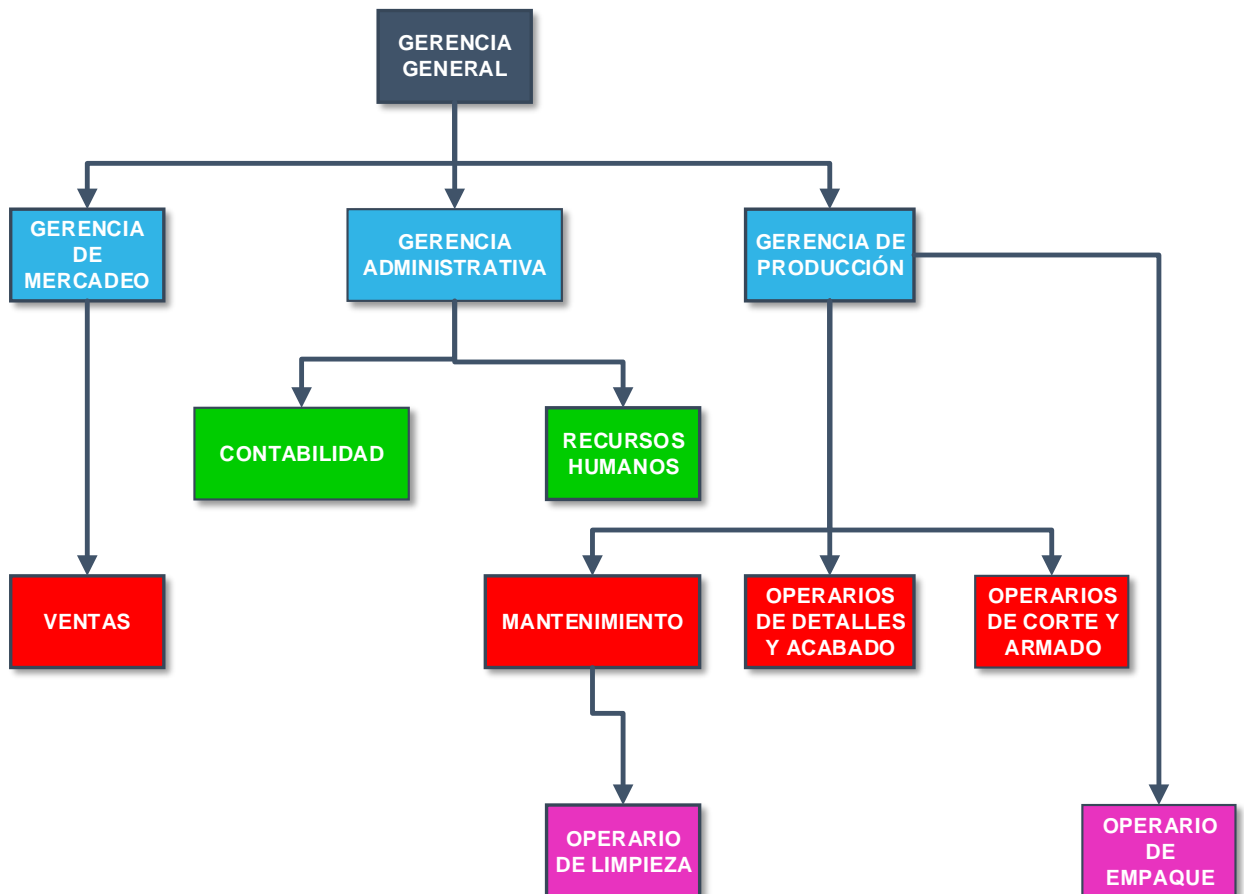 GERENCIA
GENERAL
GERENCIA
DE
MERCADEO
GERENCIA
ADMINISTRATIVA
GERENCIA DE
PRODUCCIÓN
CONTABILIDAD
RECURSOS
HUMANOS
VENTAS
MANTENIMIENTO
OPERARIOS
DE DETALLES
Y ACABADO
OPERARIOS
DE CORTE Y
ARMADO
OPERARIO
DE LIMPIEZA
OPERARIO
DE
EMPAQUE